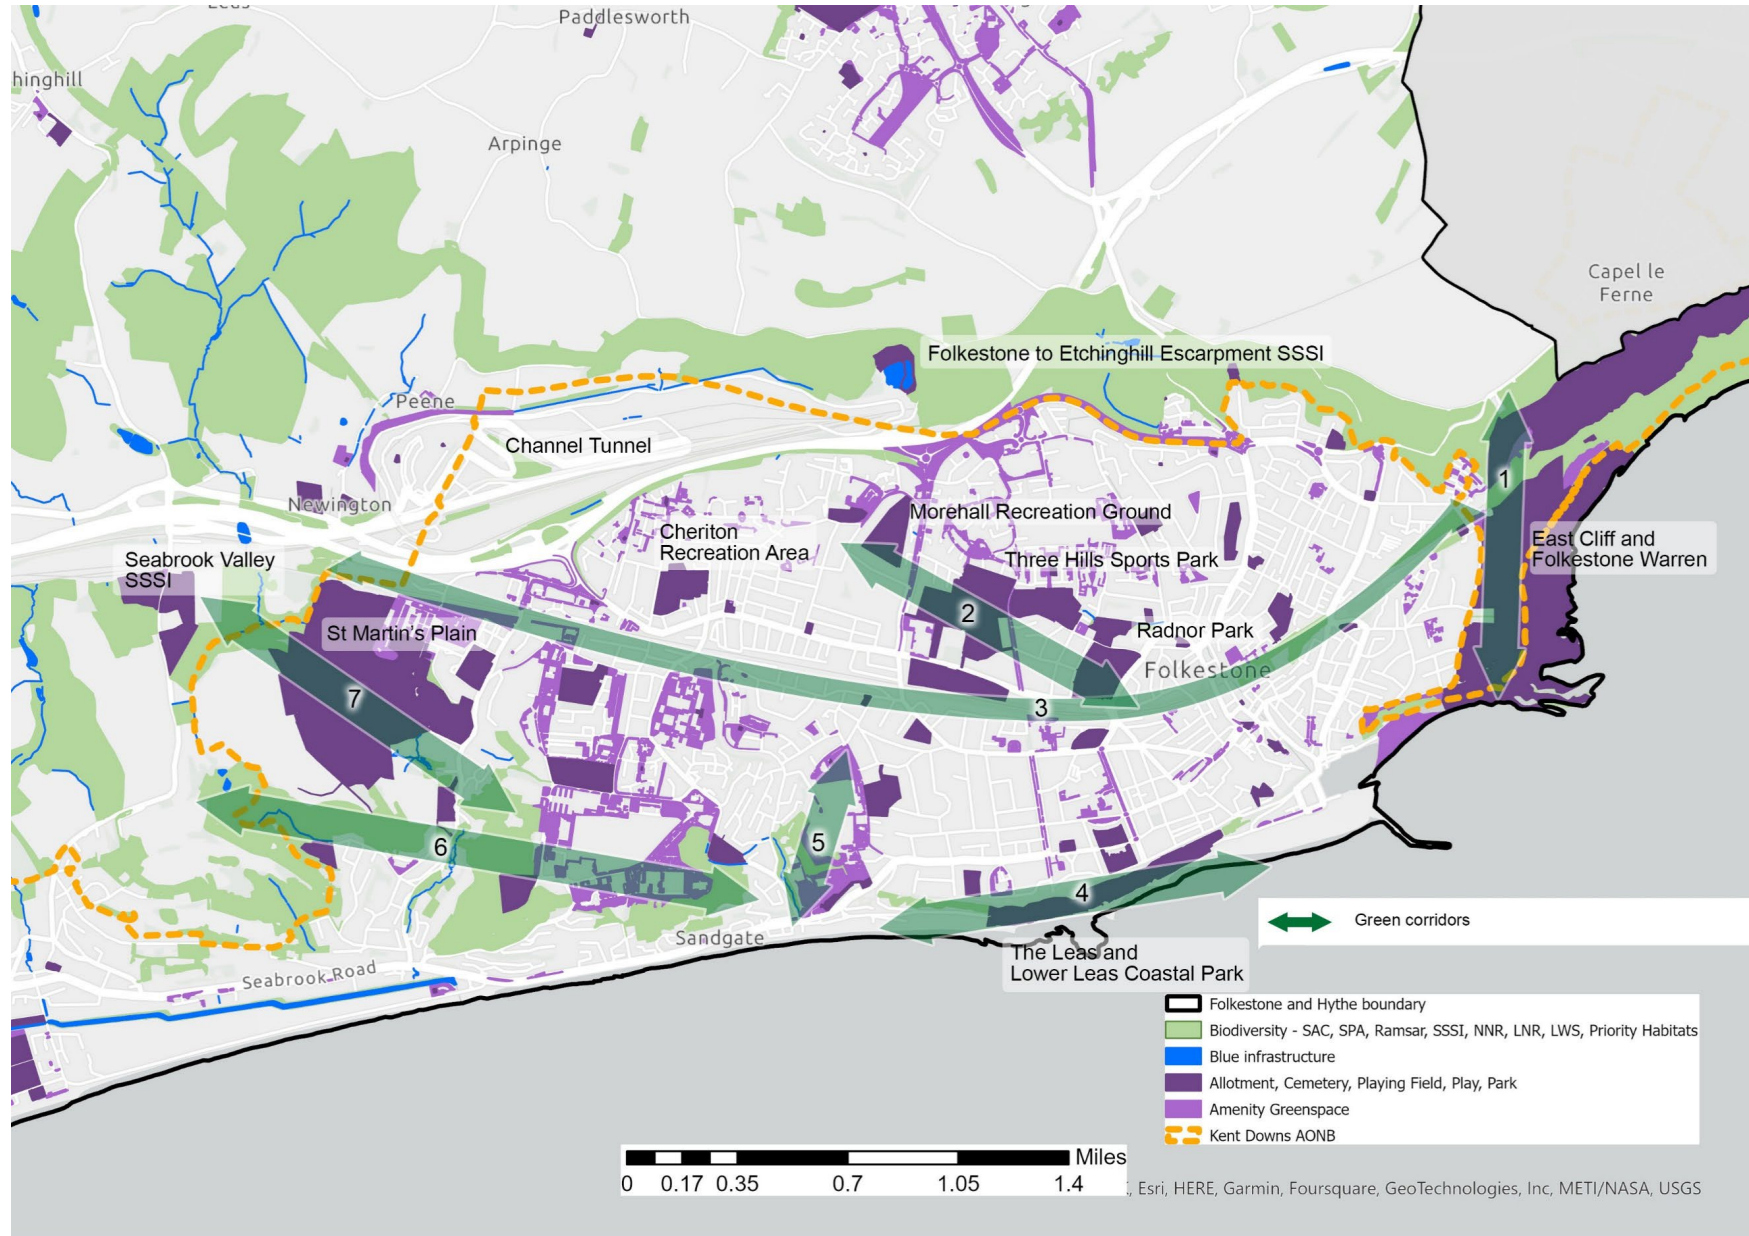 Paddlesworth
hinghill
Arpinge
Capel le
Ferne
Folkestone to Etchinghill Escarpment SSSI
Peene
Channel Tunnel
Newington
Morehall Recreation Ground
Cheriton
Recreation Area
Three Hills Sports Park
East Cliff and
Folkestone Warren
Seabrook Valley
SSSI
St Martin's Plain
Radnor Park
Folkestone
1
2
3
4
5
6
7
Sandgate
Seabrook Road
The Leas and
Lower Leas Coastal Park
Green corridors
Folkestone and Hythe boundary
Biodiversity - SAC, SPA, Ramsar, SSSI, NNR, LNR, LWS, Priority Habitats
Blue infrastructure
Allotment, Cemetery, Playing Field, Play, Park
Amenity Greenspace
Kent Downs AONB
Miles
0 0.17 0.35 0.7 1.05 1.4
, Esri, HERE, Garmin, Foursquare, GeoTechnologies, Inc, METI/NASA, USGS